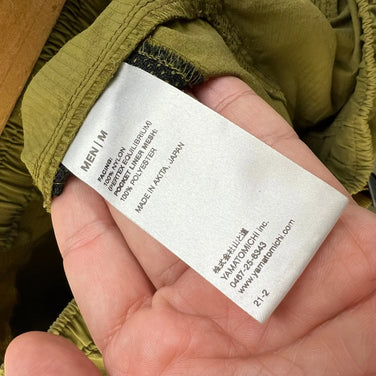 MEN | M
FACING:
100% NYLON
(PERTEX EQUILIBRIUM)
POCKET LINER MESH:
100% POLYESTER
MADE IN AKITA, JAPAN
株式会社山と道
YAMATOMICHI inc.
0467-25-6343
www.yamatomichi.com
21-2